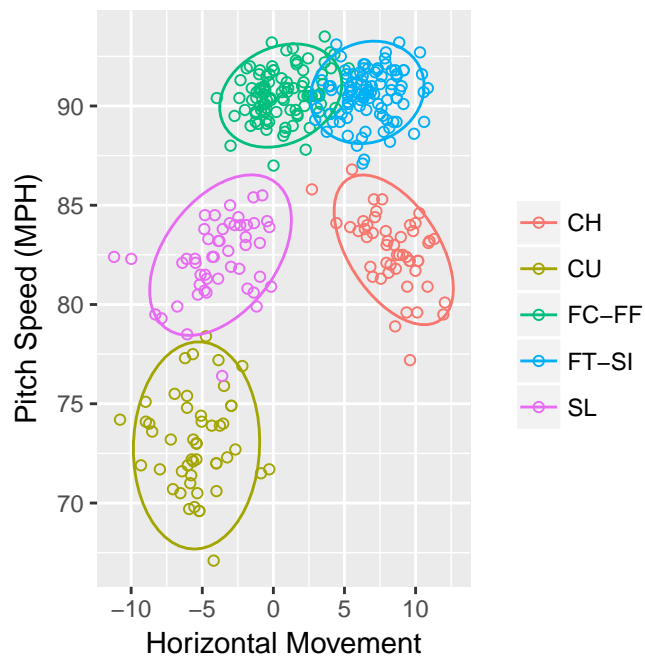 90
85
80
75
70
Pitch Speed (MPH)
−10 −5 0 5 10
Horizontal Movement
CH
CU
FC−FF
FT−SI
SL